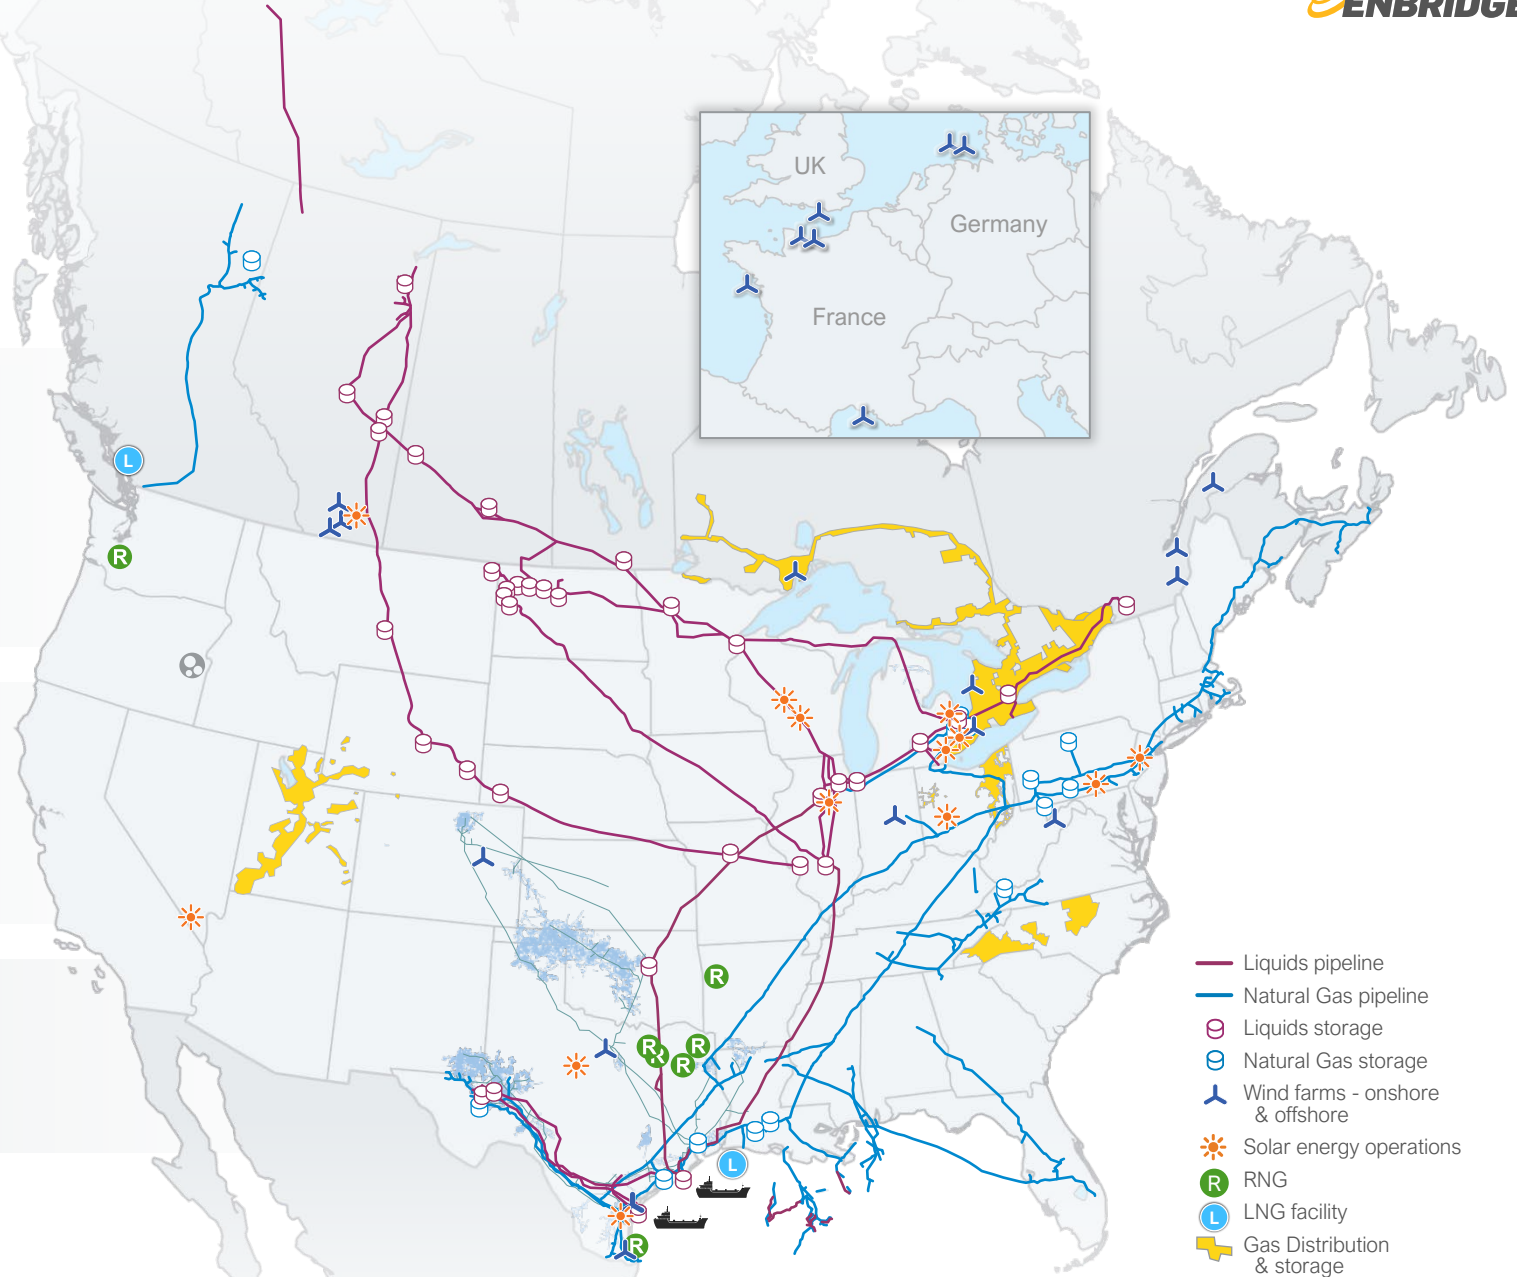 ENBRIDGE
UK
Germany
France
L
R
R
R
R
R
R
L
R
Liquids pipeline
Natural Gas pipeline
Liquids storage
Natural Gas storage
Wind farms - onshore
& offshore
Solar energy operations
R RNG
L LNG facility
Gas Distribution
& storage